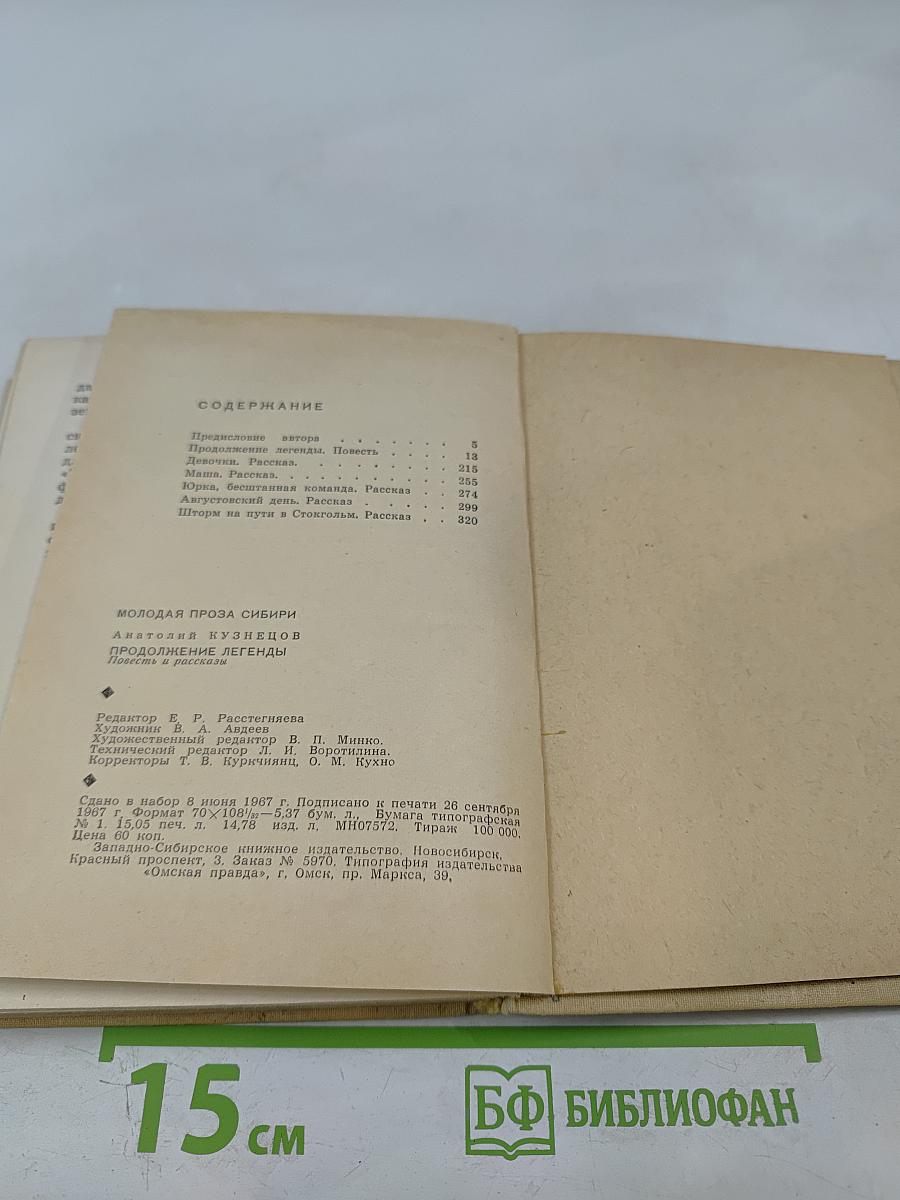 СОДЕРЖАНИЕ
Предисловие автора . . . . . . . 5
Продолжение легенды. Повесть . . . . 13
Девочки. Рассказ. . . . . . . . 215
Маша. Рассказ. . . . . . . . . 255
Юрка, бесштанная команда. Рассказ . . 274
Августовский день. Рассказ . . . . . 299
Шторм на пути в Стокгольм. Рассказ . . 320
МОЛОДАЯ ПРОЗА СИБИРИ
Анатолий КУЗНЕЦОВ
ПРОДОЛЖЕНИЕ ЛЕГЕНДЫ
Повесть и рассказы
Редактор Е. Р. Расстегняева
Художник В. А. Авдеев
Художественный редактор В. П. Минко.
Технический редактор Л. И. Воротилина.
Корректоры Т. В. Куркчиянц, О. М. Кухно
Сдано в набор 8 июня 1967 г. Подписано к печати 26 сентября
1967 г. Формат 70×108¹/₃₂—5,37 бум. л., Бумага типографская
№ 1. 15,05 печ. л. 14,78 изд. л. МН07572. Тираж 100 000.
Цена 60 коп.
Западно-Сибирское книжное издательство, Новосибирск,
Красный проспект, 3. Заказ № 5970. Типография издательства
«Омская правда», г. Омск, пр. Маркса, 39.
15 см
БФ БИБЛИОФАН